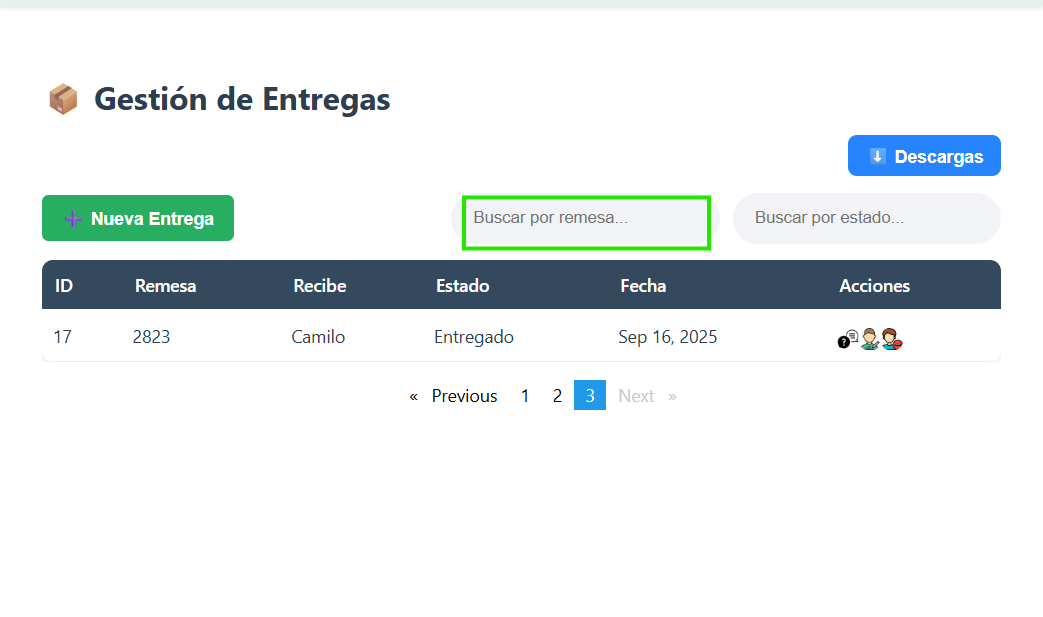 Gestión de Entregas
Descargas
Nueva Entrega
Buscar por remesa...
Buscar por estado...
ID Remesa Recibe Estado Fecha Acciones
17 2823 Camilo Entregado Sep 16, 2025
« Previous 1 2 3 Next »